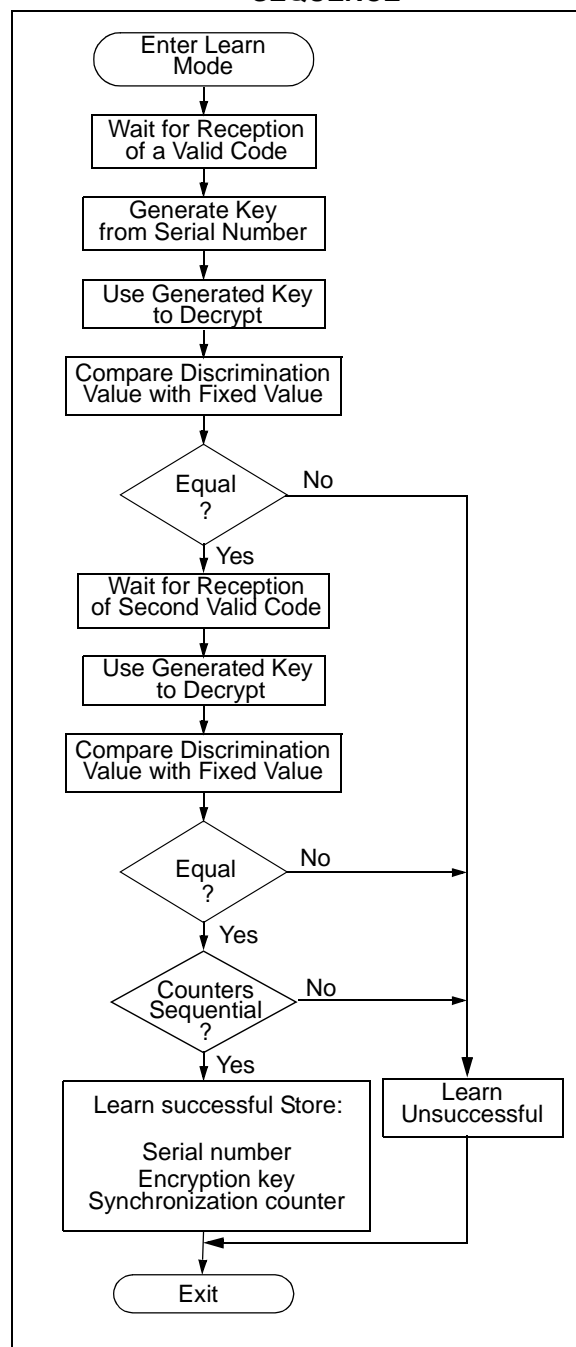 SEQUENCE
Enter Learn
Mode
Wait for Reception
of a Valid Code
Generate Key
from Serial Number
Use Generated Key
to Decrypt
Compare Discrimination
Value with Fixed Value
Equal
?
No
Yes
Wait for Reception
of Second Valid Code
Use Generated Key
to Decrypt
Compare Discrimination
Value with Fixed Value
Equal
?
No
Yes
Counters
Sequential
?
No
Yes
Learn successful Store:
Serial number
Encryption key
Synchronization counter
Learn
Unsuccessful
Exit